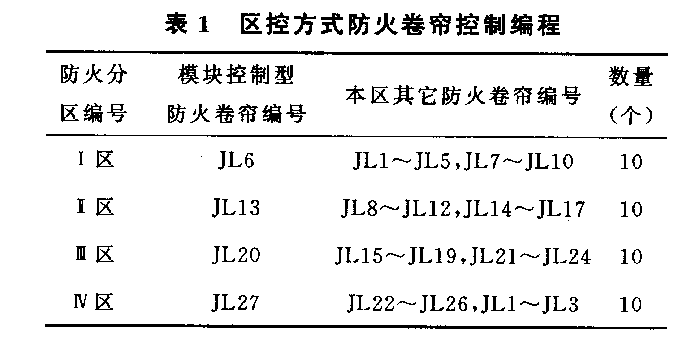 表 1 区控方式防火卷帘控制编程
防火分 模块控制型 本区其它防火卷帘编号 数量
区编号 防火卷帘编号 (个)
Ⅰ区 JL6 JL1～JL5,JL7～JL10 10
Ⅱ区 JL13 JL8～JL12,JL14～JL17 10
Ⅲ区 JL20 JL15～JL19,JL21～JL24 10
Ⅳ区 JL27 JL22～JL26,JL1～JL3 10